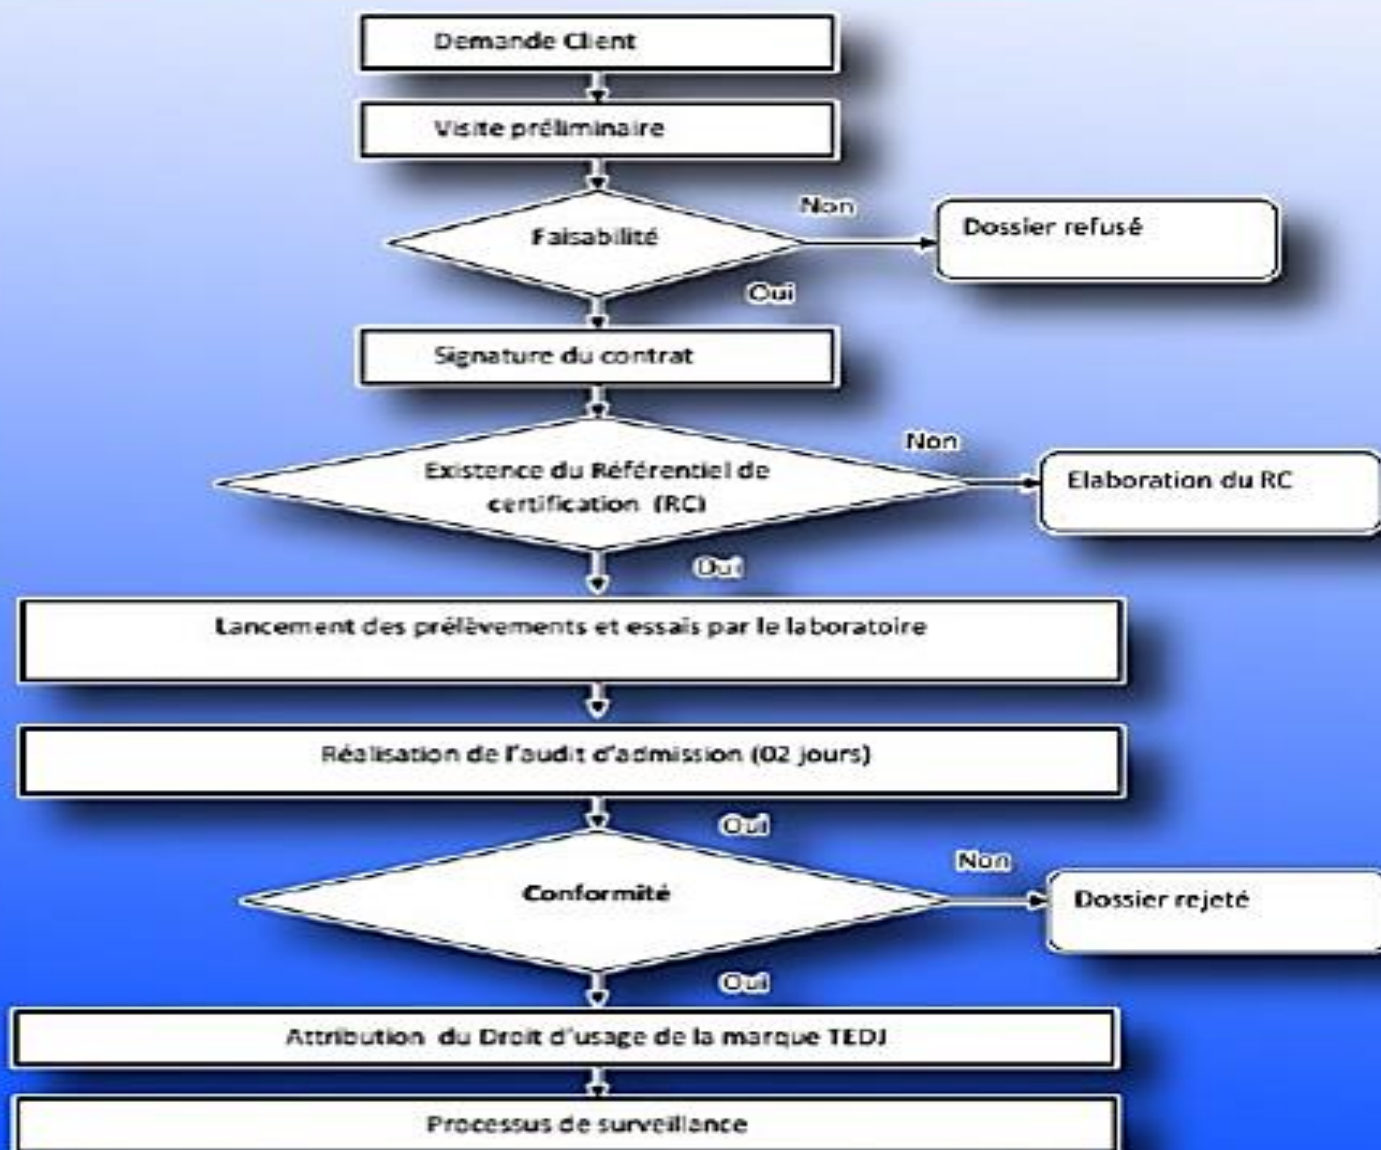 Demande Client
Visite préliminaire
Non
Faisabilité
Dossier refusé
Oui
Signature du contrat
Non
Existence du Référentiel de
certification (RC)
Elaboration du RC
Oui
Lancement des prélèvements et essais par le laboratoire
Réalisation de l'audit d'admission (02 jours)
Oui
Non
Conformité
Dossier rejeté
Oui
Attribution du Droit d'usage de la marque TEDJ
Processus de surveillance